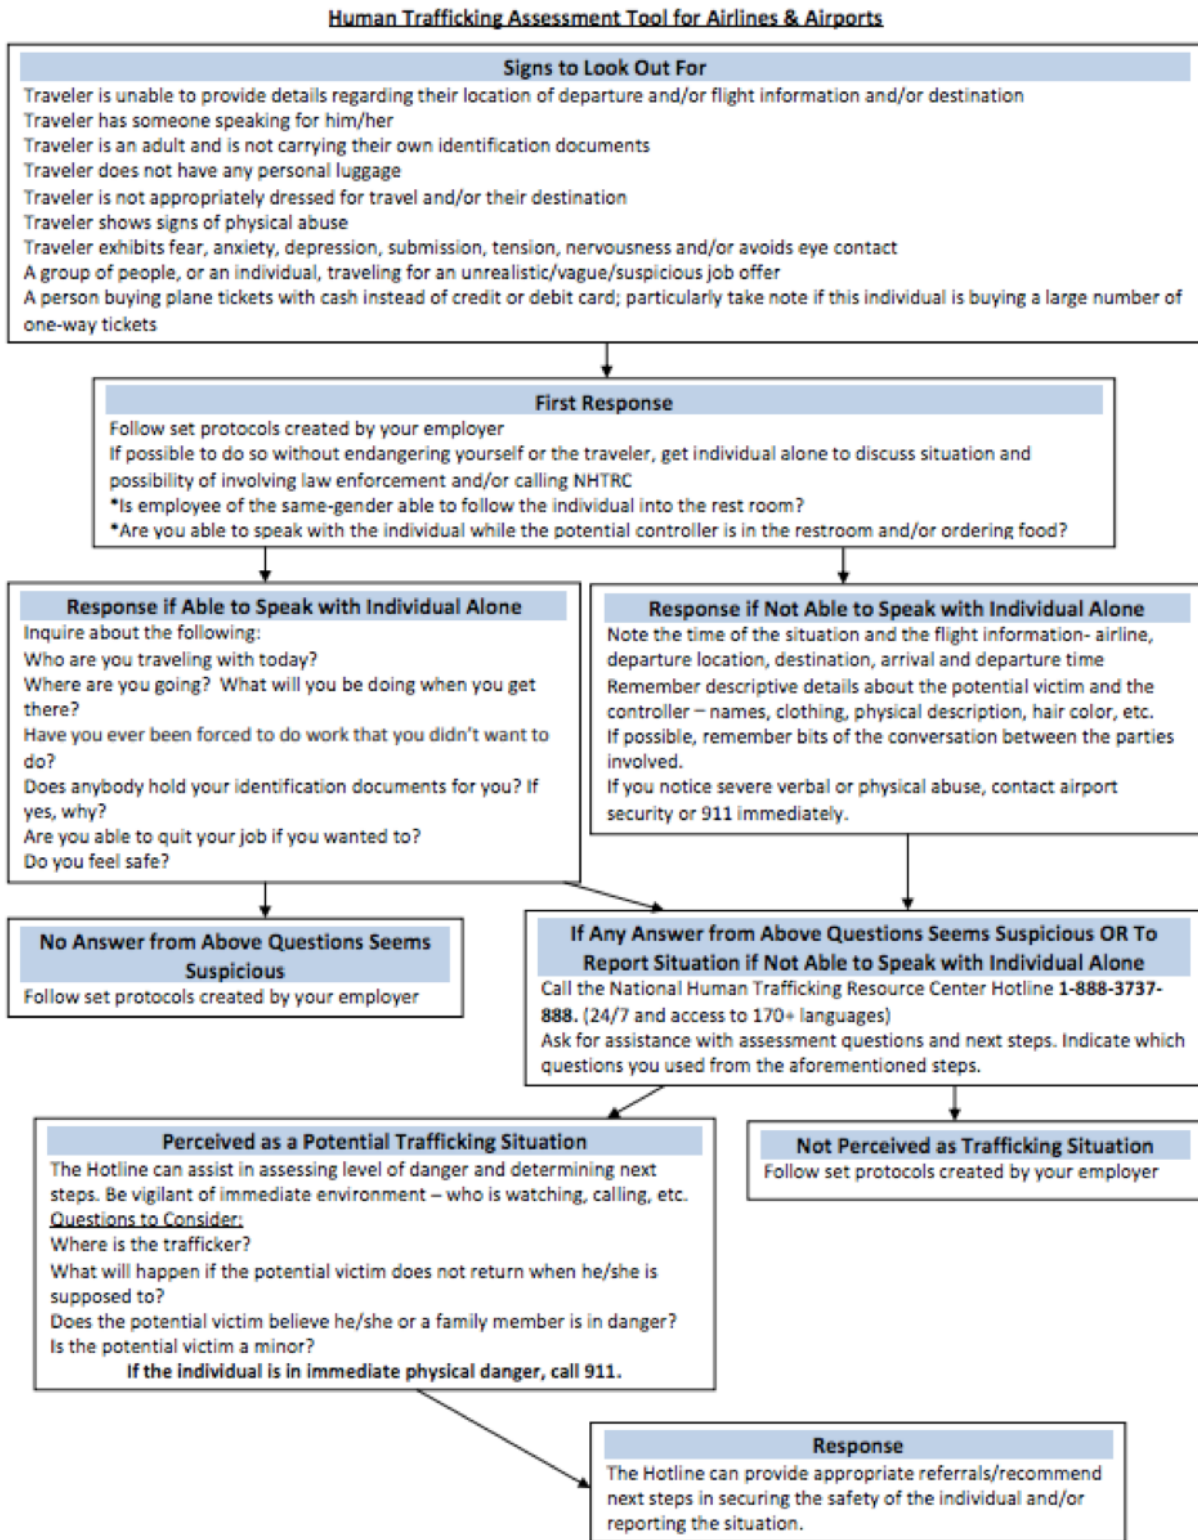 Human Trafficking Assessment Tool for Airlines & Airports
Signs to Look Out For
Traveler is unable to provide details regarding their location of departure and/or flight information and/or destination
Traveler has someone speaking for him/her
Traveler is an adult and is not carrying their own identification documents
Traveler does not have any personal luggage
Traveler is not appropriately dressed for travel and/or their destination
Traveler shows signs of physical abuse
Traveler exhibits fear, anxiety, depression, submission, tension, nervousness and/or avoids eye contact
A group of people, or an individual, traveling for an unrealistic/vague/suspicious job offer
A person buying plane tickets with cash instead of credit or debit card; particularly take note if this individual is buying a large number of
one-way tickets
First Response
Follow set protocols created by your employer
If possible to do so without endangering yourself or the traveler, get individual alone to discuss situation and
possibility of involving law enforcement and/or calling NHTRC
*Is employee of the same-gender able to follow the individual into the rest room?
*Are you able to speak with the individual while the potential controller is in the restroom and/or ordering food?
Response if Able to Speak with Individual Alone
Inquire about the following:
Who are you traveling with today?
Where are you going? What will you be doing when you get
there?
Have you ever been forced to do work that you didn't want to
do?
Does anybody hold your identification documents for you? If
yes, why?
Are you able to quit your job if you wanted to?
Do you feel safe?
Response if Not Able to Speak with Individual Alone
Note the time of the situation and the flight information- airline,
departure location, destination, arrival and departure time
Remember descriptive details about the potential victim and the
controller – names, clothing, physical description, hair color, etc.
If possible, remember bits of the conversation between the parties
involved.
If you notice severe verbal or physical abuse, contact airport
security or 911 immediately.
No Answer from Above Questions Seems
Suspicious
Follow set protocols created by your employer
If Any Answer from Above Questions Seems Suspicious OR To
Report Situation if Not Able to Speak with Individual Alone
Call the National Human Trafficking Resource Center Hotline 1-888-3737-
888. (24/7 and access to 170+ languages)
Ask for assistance with assessment questions and next steps. Indicate which
questions you used from the aforementioned steps.
Perceived as a Potential Trafficking Situation
The Hotline can assist in assessing level of danger and determining next
steps. Be vigilant of immediate environment – who is watching, calling, etc.
Questions to Consider:
Where is the trafficker?
What will happen if the potential victim does not return when he/she is
supposed to?
Does the potential victim believe he/she or a family member is in danger?
Is the potential victim a minor?
If the individual is in immediate physical danger, call 911.
Not Perceived as Trafficking Situation
Follow set protocols created by your employer
Response
The Hotline can provide appropriate referrals/recommend
next steps in securing the safety of the individual and/or
reporting the situation.